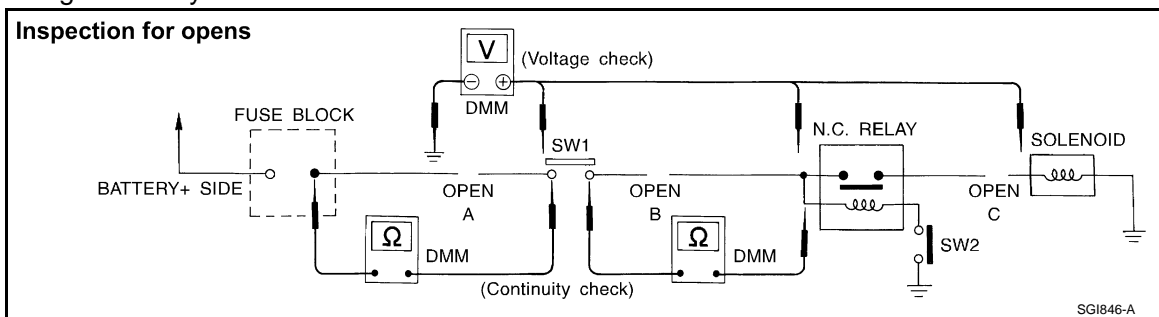 Inspection for opens
V
(Voltage check)
− +
DMM
FUSE BLOCK
N.C. RELAY
SW1
SOLENOID
BATTERY+ SIDE
OPEN
A
OPEN
B
OPEN
C
Ω
DMM
Ω
DMM
SW2
(Continuity check)
SGI846-A